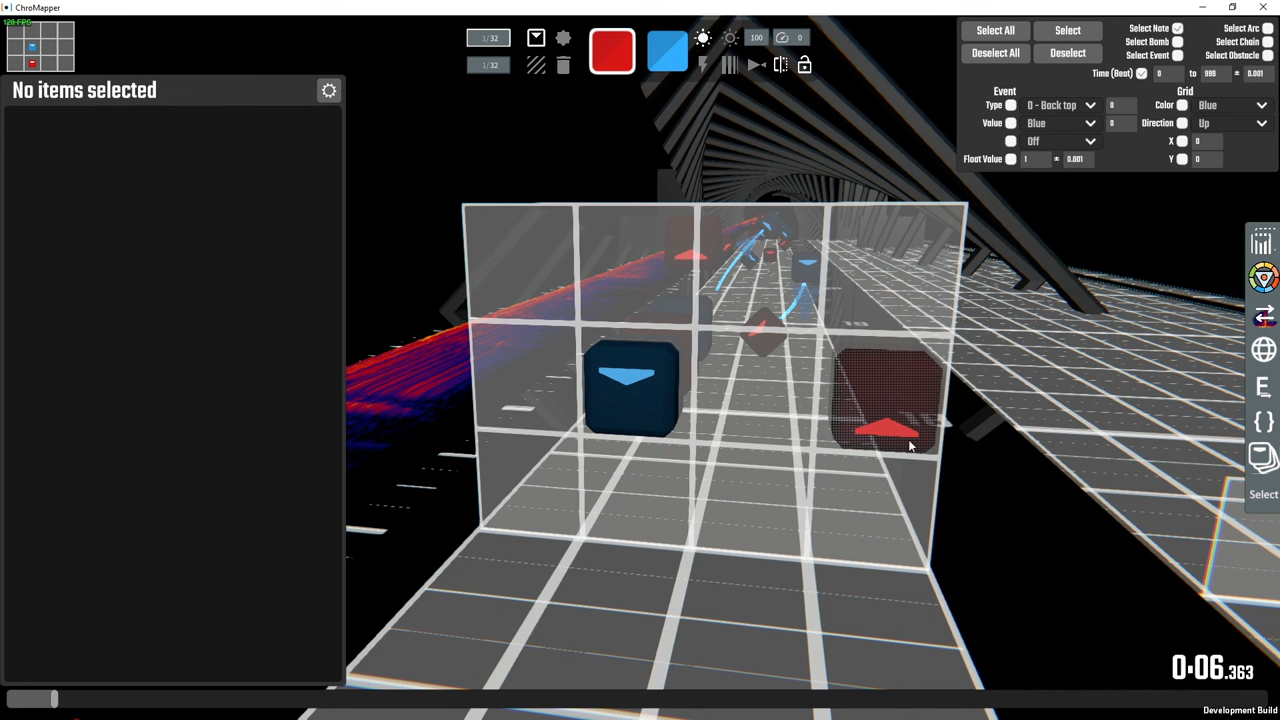 ChroMapper
120 FPS
No items selected
1/32
1/32
100
0
Select All
Select
Deselect All
Deselect
Select Note
Select Arc
Select Bomb
Select Chain
Select Event
Select Obstacle
Time (Beat) 0 to 999 ± 0.001
Event
Grid
Type 0 - Back top 0
Color Blue
Value Blue 0
Direction Up
Off
X 0
Float Value 1 ± 0.001
Y 0
E
{ }
Select
0:06.363
Development Build